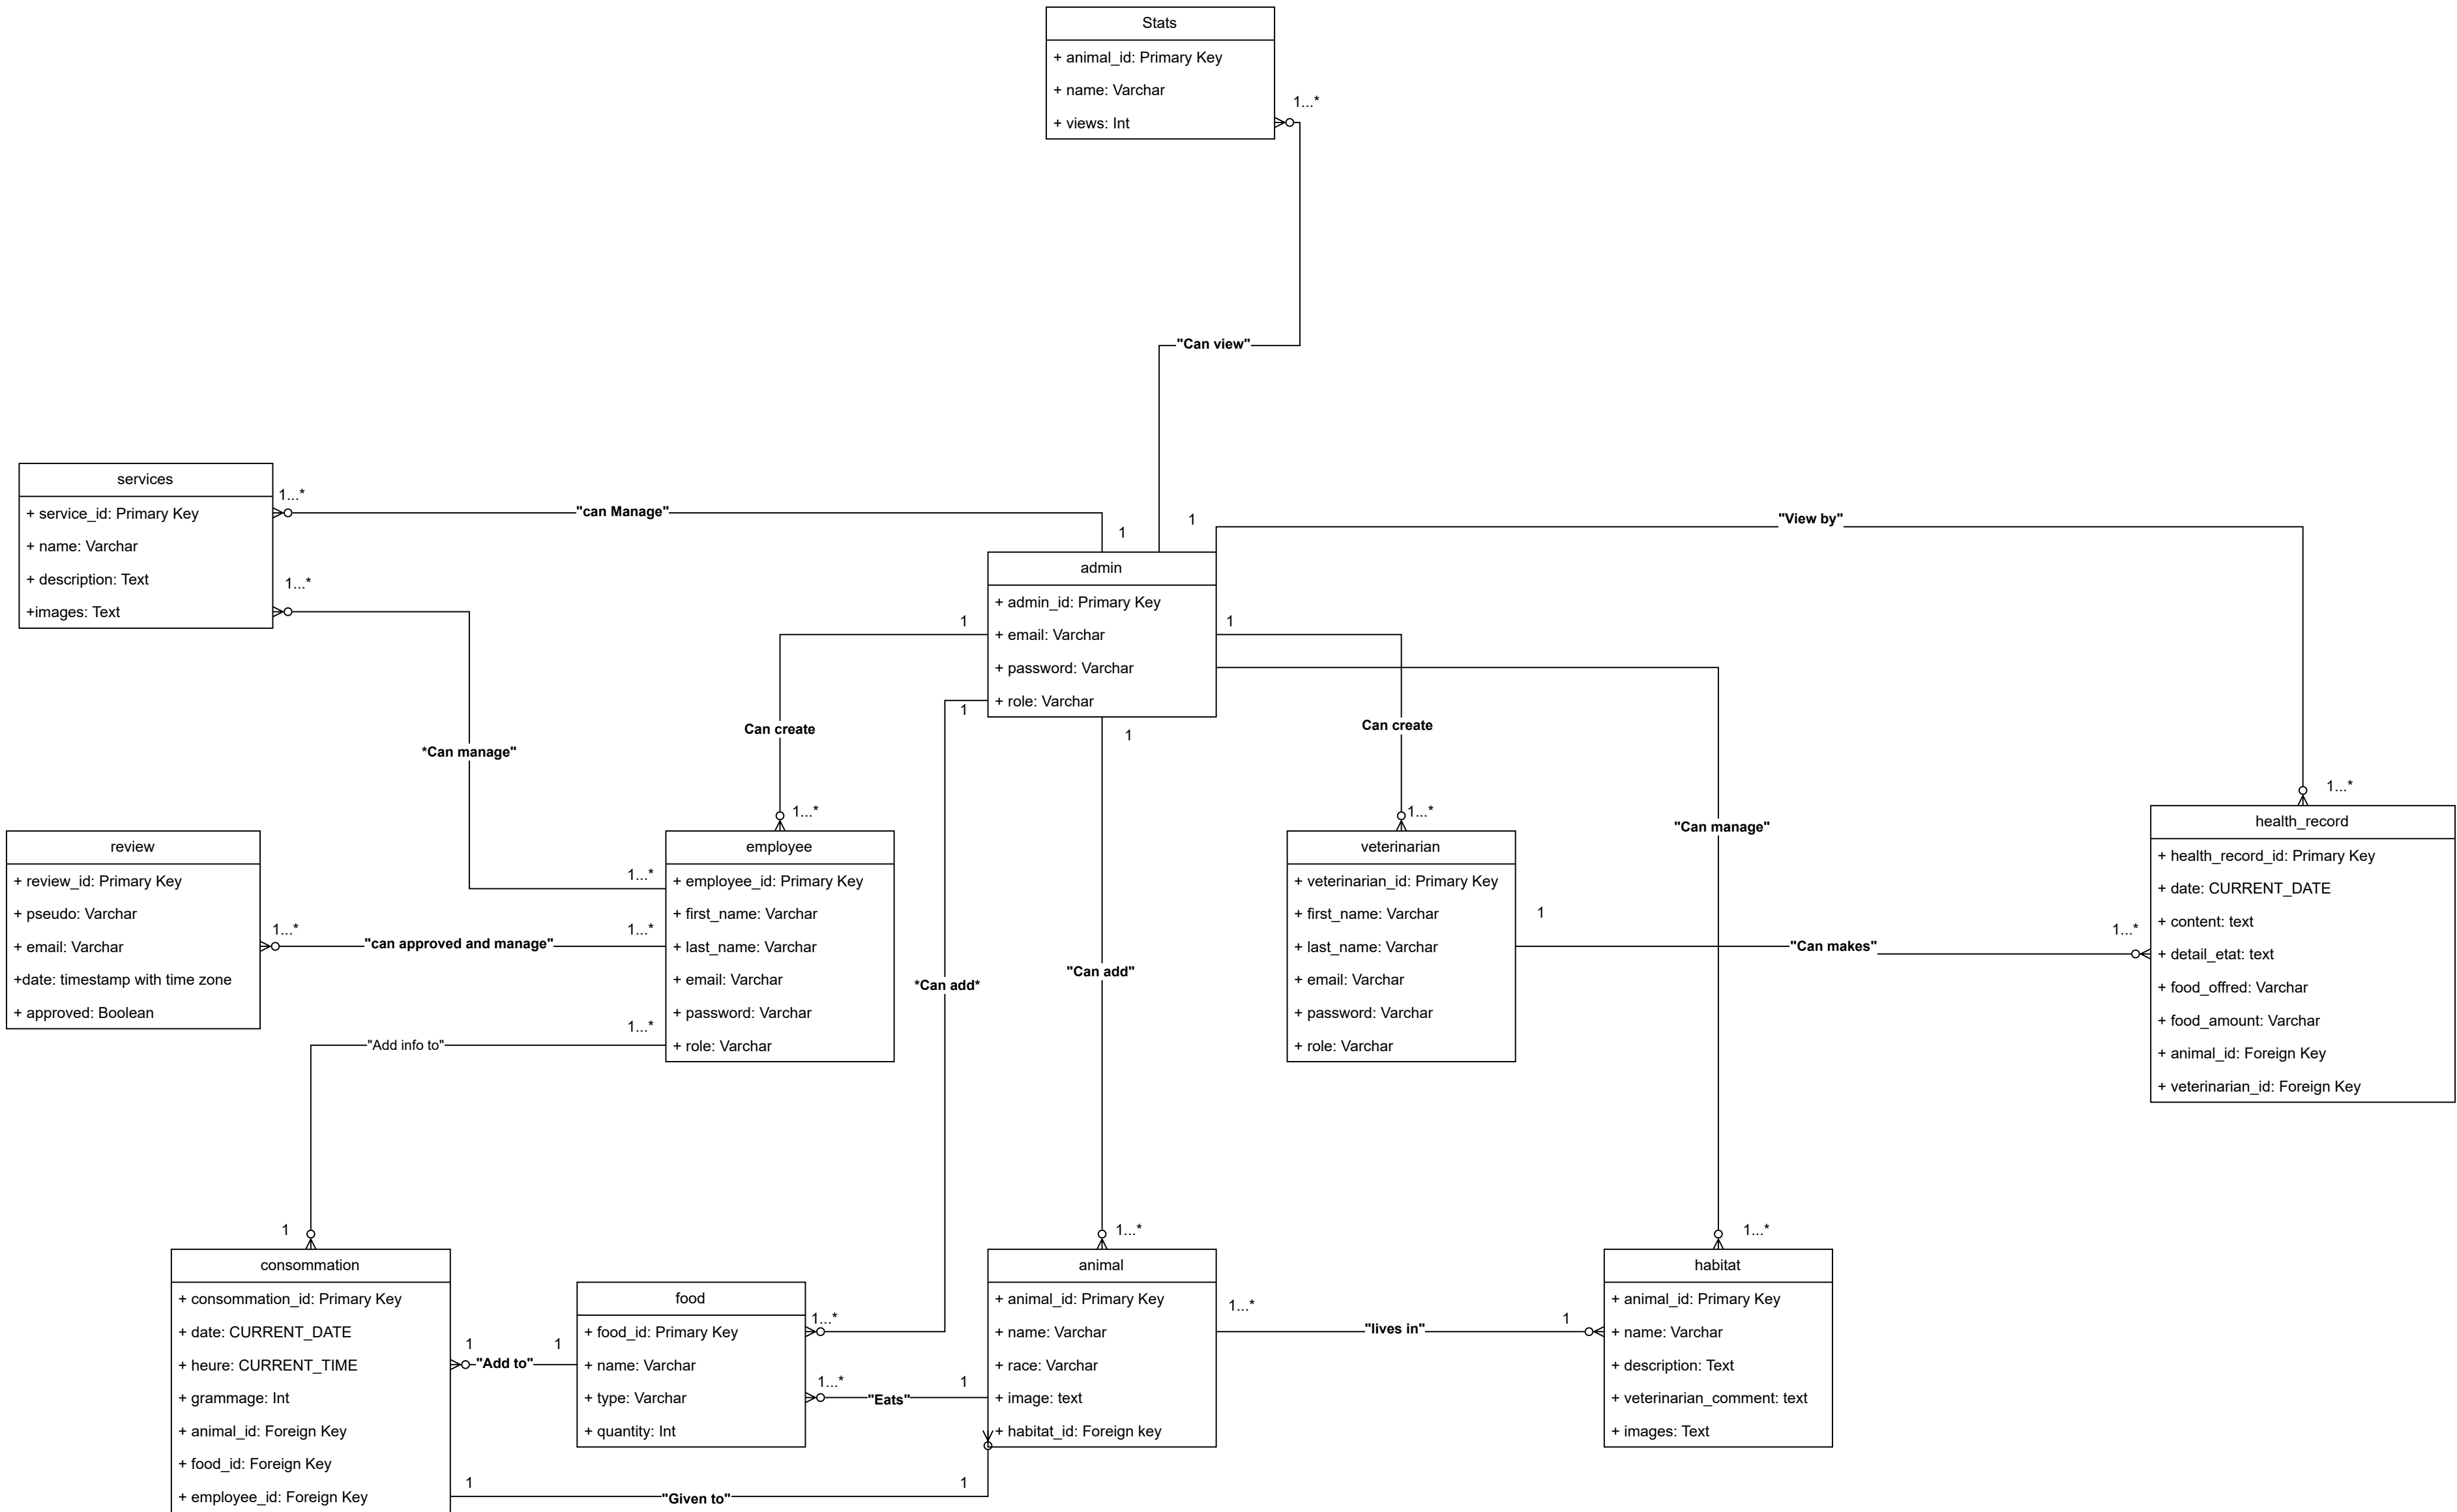 Stats
+ animal_id: Primary Key
+ name: Varchar
+ views: Int
1...*
"Can view"
services
+ service_id: Primary Key
+ name: Varchar
+ description: Text
+images: Text
1...*
1...*
"can Manage"
1
1
"View by"
admin
+ admin_id: Primary Key
+ email: Varchar
+ password: Varchar
+ role: Varchar
1
1
1
1
Can create
*Can manage"
Can create
"Can manage"
1...*
1...*
1...*
review
+ review_id: Primary Key
+ pseudo: Varchar
+ email: Varchar
+date: timestamp with time zone
+ approved: Boolean
1...*
"can approved and manage"
1...*
1...*
1...*
"Add info to"
employee
+ employee_id: Primary Key
+ first_name: Varchar
+ last_name: Varchar
+ email: Varchar
+ password: Varchar
+ role: Varchar
*Can add*
"Can add"
veterinarian
+ veterinarian_id: Primary Key
+ first_name: Varchar
+ last_name: Varchar
+ email: Varchar
+ password: Varchar
+ role: Varchar
1
"Can makes"
1...*
health_record
+ health_record_id: Primary Key
+ date: CURRENT_DATE
+ content: text
+ detail_etat: text
+ food_offred: Varchar
+ food_amount: Varchar
+ animal_id: Foreign Key
+ veterinarian_id: Foreign Key
1
1...*
1...*
consommation
+ consommation_id: Primary Key
+ date: CURRENT_DATE
+ heure: CURRENT_TIME
+ grammage: Int
+ animal_id: Foreign Key
+ food_id: Foreign Key
+ employee_id: Foreign Key
1
"Add to"
1
food
+ food_id: Primary Key
+ name: Varchar
+ type: Varchar
+ quantity: Int
1...*
1...*
"Eats"
1
1
"Given to"
1
animal
+ animal_id: Primary Key
+ name: Varchar
+ race: Varchar
+ image: text
+ habitat_id: Foreign key
1...*
"lives in"
1
habitat
+ animal_id: Primary Key
+ name: Varchar
+ description: Text
+ veterinarian_comment: text
+ images: Text